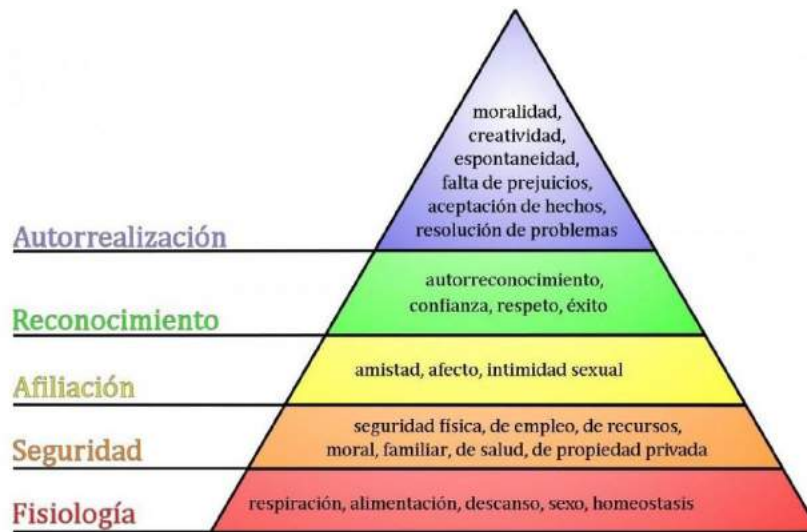 moralidad,
creatividad,
espontaneidad,
falta de prejuicios,
aceptación de hechos,
resolución de problemas
Autorrealización
autorreconocimiento,
confianza, respeto, éxito
Reconocimiento
amistad, afecto, intimidad sexual
Afiliación
seguridad física, de empleo, de recursos,
moral, familiar, de salud, de propiedad privada
Seguridad
respiración, alimentación, descanso, sexo, homeostasis
Fisiología